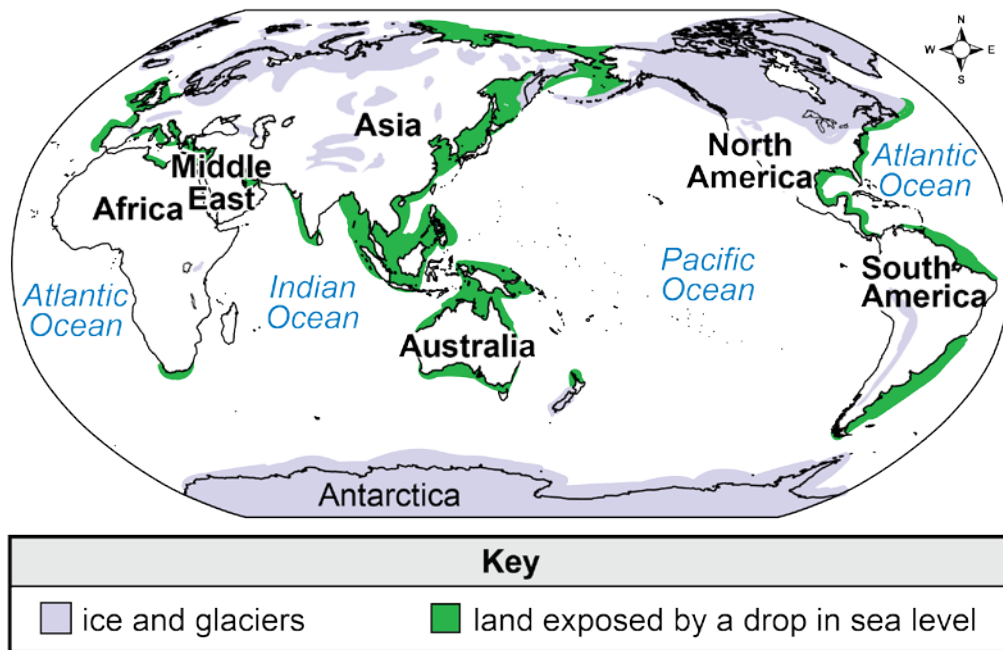 N
W E
S
Asia
North
America
Atlantic
Ocean
Middle
East
Africa
Atlantic
Ocean
Indian
Ocean
Pacific
Ocean
South
America
Australia
Antarctica
Key
ice and glaciers
land exposed by a drop in sea level